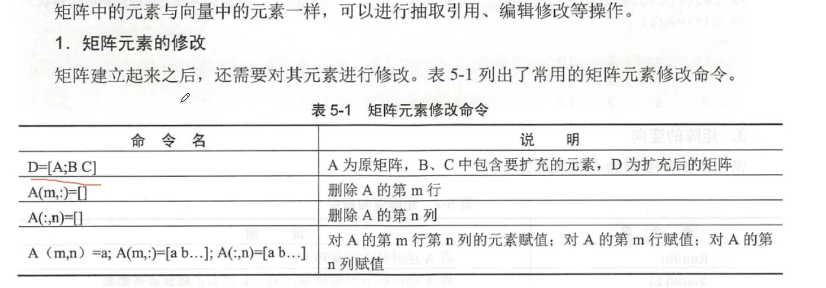 矩阵中的元素与向量中的元素一样，可以进行抽取引用、编辑修改等操作。
1．矩阵元素的修改
矩阵建立起来之后，还需要对其元素进行修改。表 5-1 列出了常用的矩阵元素修改命令。
表 5-1 矩阵元素修改命令
命 令 名 说 明
D=[A;B C] A 为原矩阵，B、C 中包含要扩充的元素，D 为扩充后的矩阵
A(m,:)=[] 删除 A 的第 m 行
A(:,n)=[] 删除 A 的第 n 列
A（m,n）=a; A(m,:)=[a b…]; A(:,n)=[a b…] 对 A 的第 m 行第 n 列的元素赋值；对 A 的第 m 行赋值；对 A 的第
n 列赋值